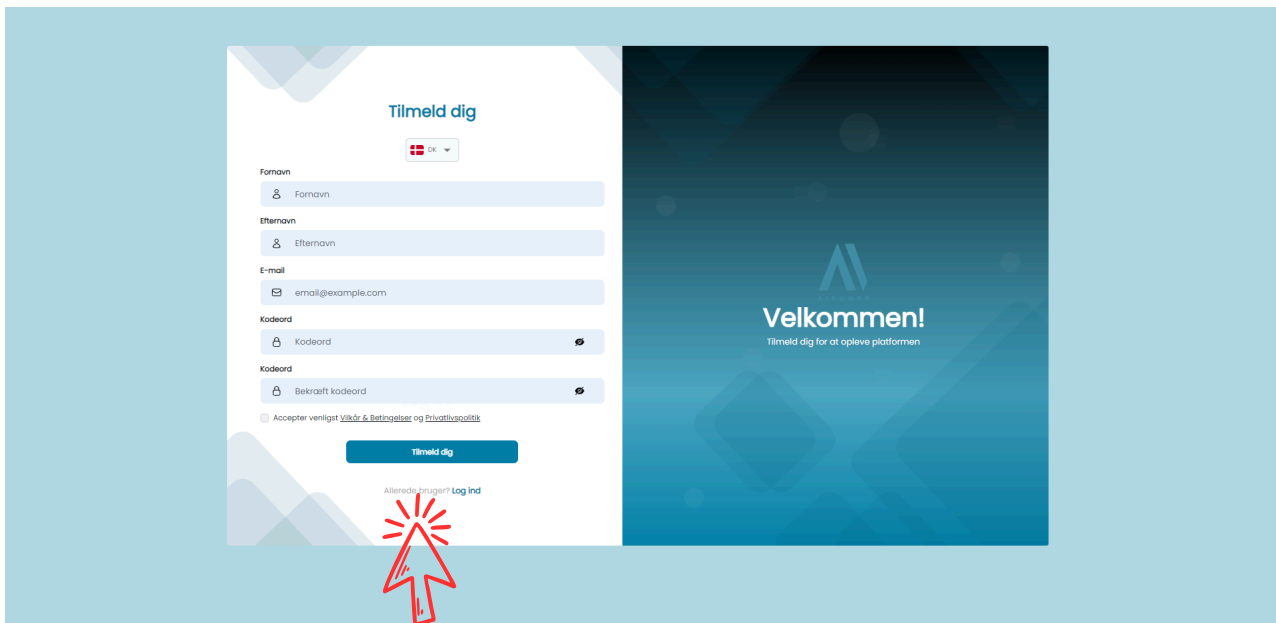 Tilmeld dig
DK
Fornavn
Fornavn
Efternavn
Efternavn
E-mail
email@example.com
Kodeord
Kodeord
Kodeord
Bekræft kodeord
Accepter venligst Vilkår & Betingelser og Privatlivspolitik
Tilmeld dig
Allerede bruger? Log ind
Velkommen!
Tilmeld dig for at opleve platformen